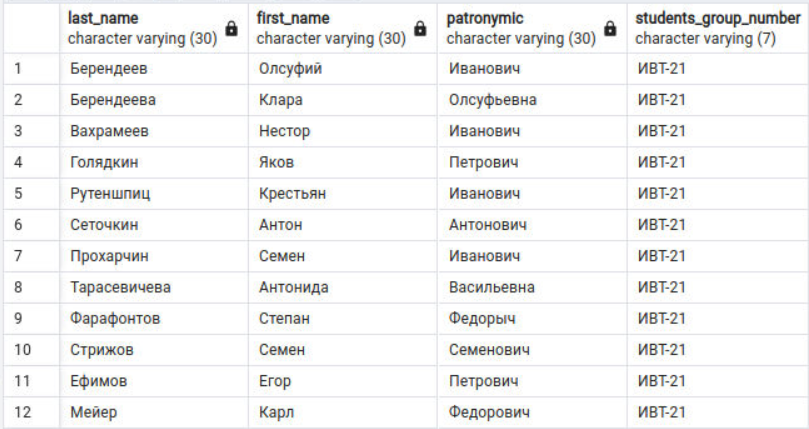 last_name first_name patronymic students_group_number
character varying (30) character varying (30) character varying (30) character varying (7)
1 Берендеев Олсуфий Иванович ИВТ-21
2 Берендеева Клара Олсуфьевна ИВТ-21
3 Вахрамеев Нестор Иванович ИВТ-21
4 Голядкин Яков Петрович ИВТ-21
5 Рутеншпиц Крестьян Иванович ИВТ-21
6 Сеточкин Антон Антонович ИВТ-21
7 Прохарчин Семен Иванович ИВТ-21
8 Тарасевичева Антонида Васильевна ИВТ-21
9 Фарафонтов Степан Федорыч ИВТ-21
10 Стрижов Семен Семенович ИВТ-21
11 Ефимов Егор Петрович ИВТ-21
12 Мейер Карл Федорович ИВТ-21